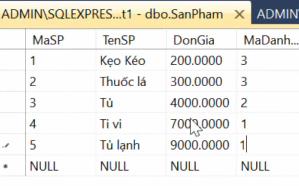 ADMIN\SQLEXPRES...t1 - dbo.SanPham ADMIN\
MaSP TenSP DonGia MaDanh...
1 Kẹo Kéo 200.0000 3
2 Thuốc lá 300.0000 3
3 Tủ 4000.0000 2
4 Ti vi 7000.0000 1
5 Tủ lạnh 9000.0000 1
NULL NULL NULL NULL